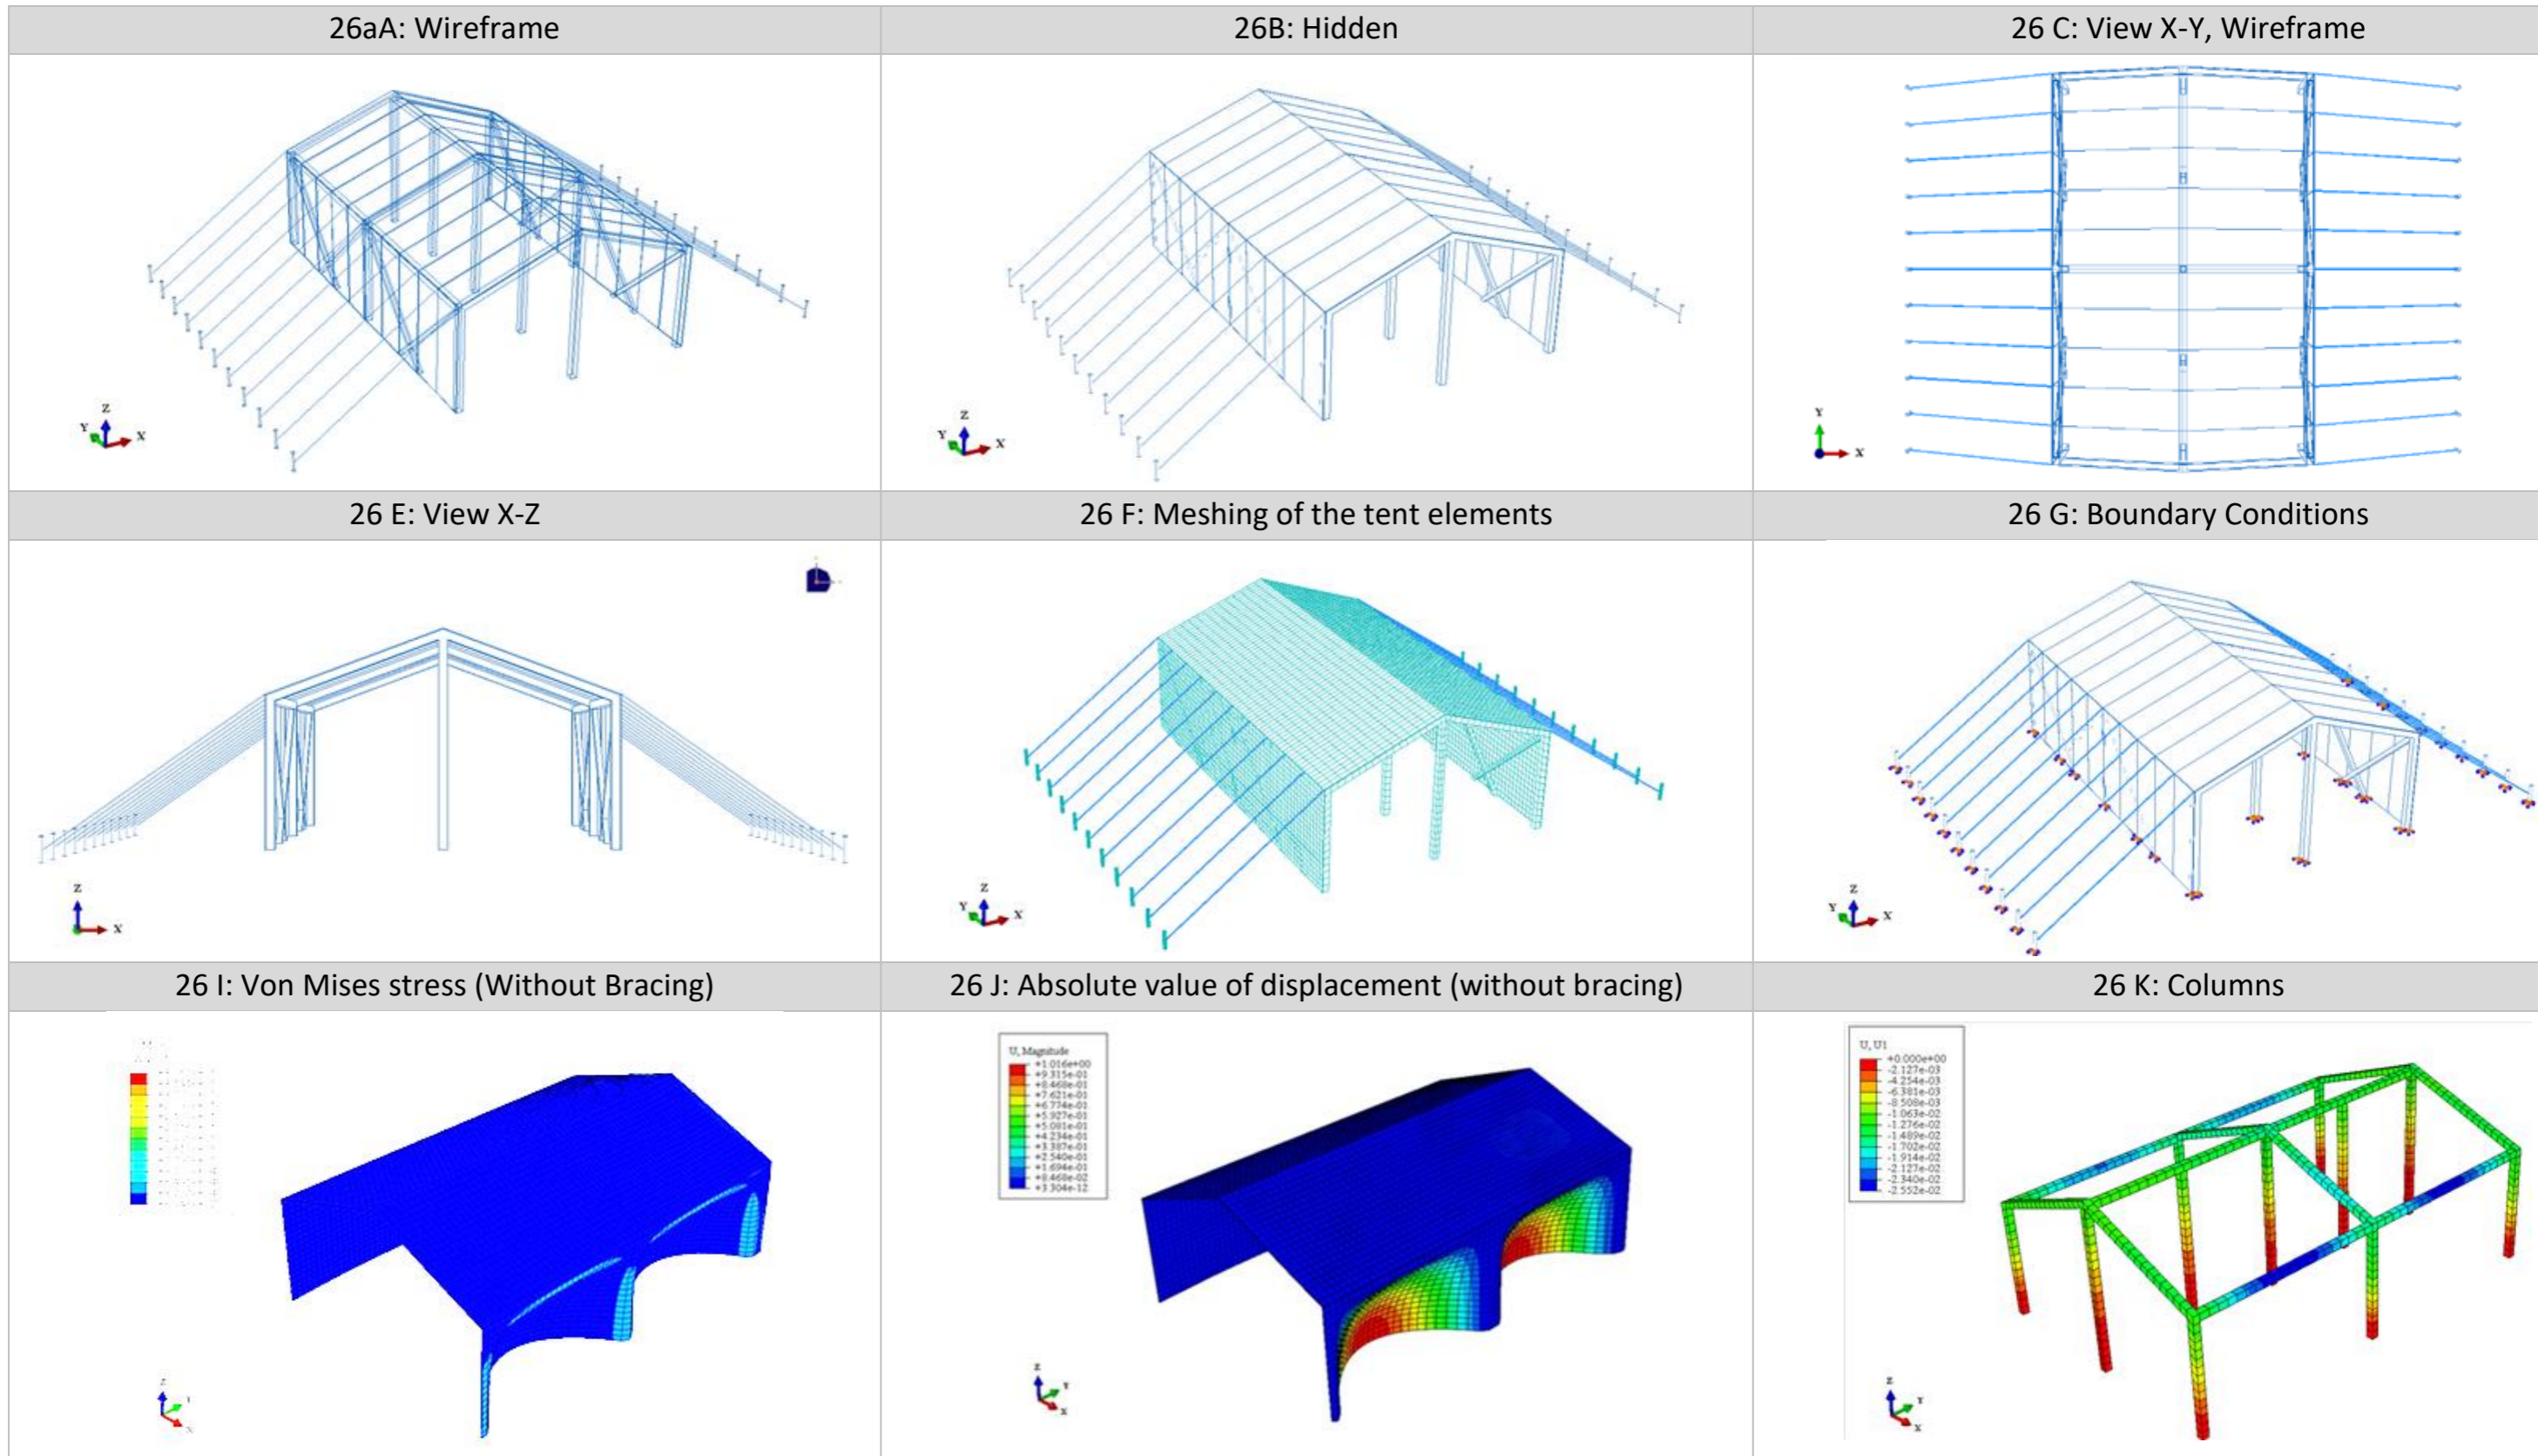 26aA: Wireframe
26B: Hidden
26 C: View X-Y, Wireframe
Z
Y
X
Z
Y
X
Y
X
26 E: View X-Z
26 F: Meshing of the tent elements
26 G: Boundary Conditions
Z
X
Z
Y
X
Z
Y
X
26 I: Von Mises stress (Without Bracing)
26 J: Absolute value of displacement (without bracing)
26 K: Columns
Z
U, Magnitude
+1.016e+00
+9.315e-01
+8.468e-01
+7.621e-01
+6.774e-01
+5.927e-01
+5.081e-01
+4.234e-01
+3.387e-01
+2.540e-01
+1.694e-01
+8.468e-02
+3.304e-12
Z
Y
X
U, U1
+0.000e+00
-2.127e-03
-4.254e-03
-6.381e-03
-8.508e-03
-1.063e-02
-1.276e-02
-1.489e-02
-1.702e-02
-1.914e-02
-2.127e-02
-2.340e-02
-2.552e-02
Z
Y
X